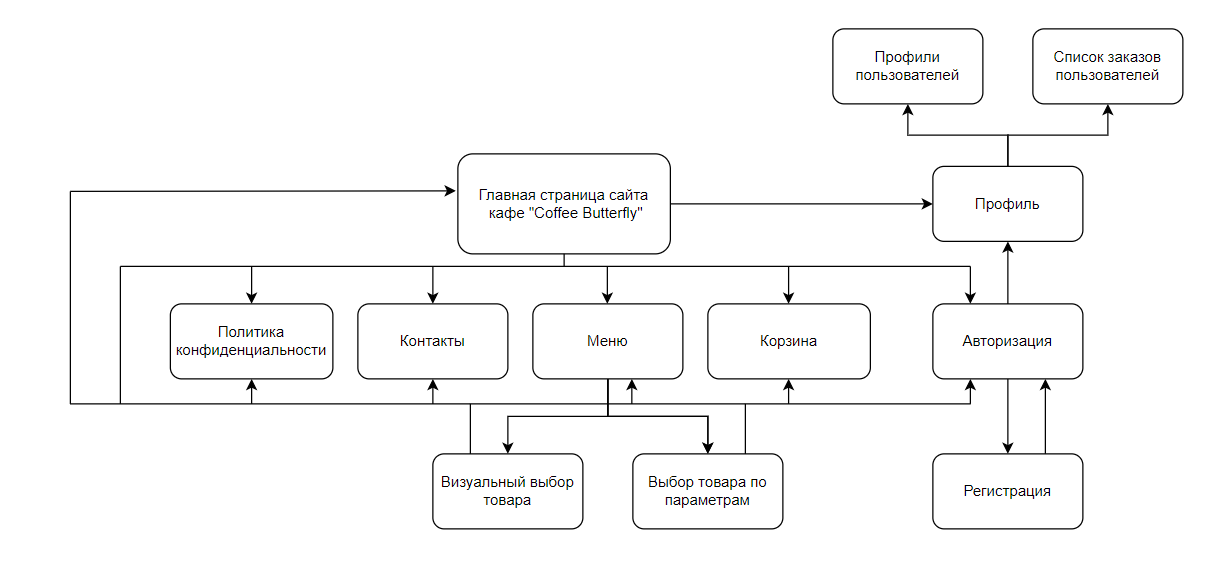 Профили
пользователей
Список заказов
пользователей
Главная страница сайта
кафе "Coffee Butterfly"
Профиль
Политика
конфиденциальности
Контакты
Меню
Корзина
Авторизация
Визуальный выбор
товара
Выбор товара по
параметрам
Регистрация